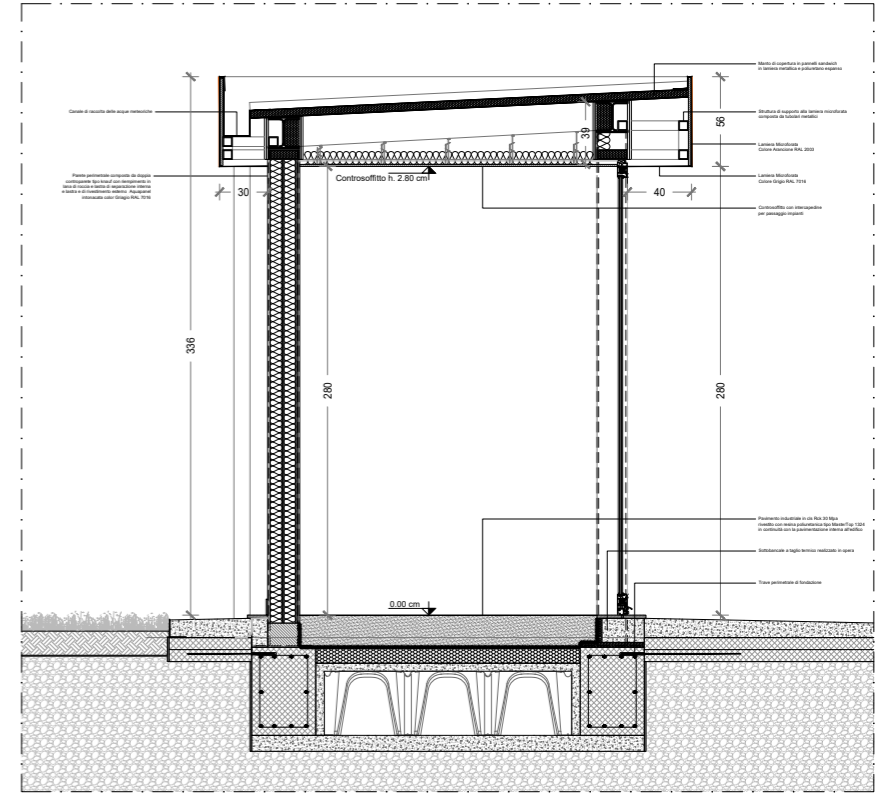 Manto di copertura in pannelli sandwich
in lamiera metallica e poliuretano espanso
Canale di raccolta delle acque meteoriche
Struttura di supporto alla lamiera microforata
composta da tubolari metallici
56
39
Lamiera Microforata
Colore Arancione RAL 2003
Parete perimetrale composta da doppia
controparete tipo knauf con riempimento in
lana di roccia e lastra di separazione interna
e lastra e di rivestimento esterno Aquapanel
intonacata color Griagio RAL 7016
Controsoffitto h. 2.80 cm
Lamiera Microforata
Colore Grigio RAL 7016
30
40
Controsoffitto con intercapedine
per passaggio impianti
336
280
280
Pavimento industriale in cls Rck 30 Mpa
rivestito con resina poliuretanica tipo MasterTop 1324
in continuità con la pavimentazione interna all'edificio
Sottobancale a taglio termico realizzato in opera
0.00 cm
Trave perimetrale di fondazione